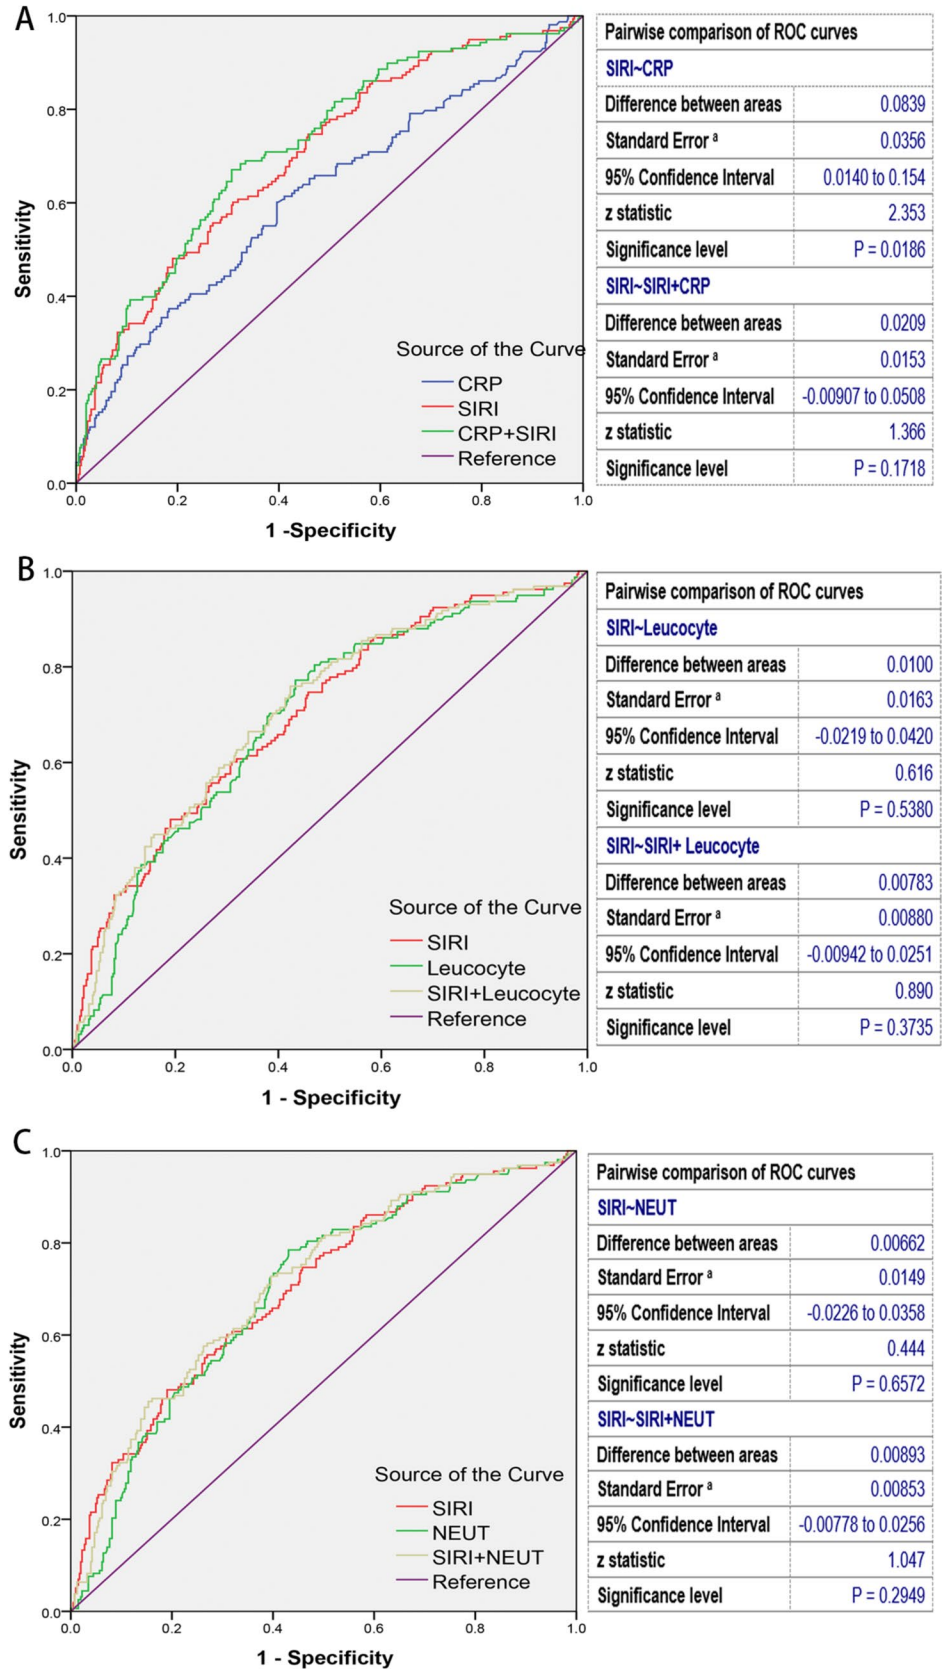 A
1.0
0.8
0.6
0.4
0.2
0.0
Sensitivity
0.0 0.2 0.4 0.6 0.8 1.0
1 -Specificity
Source of the Curve
CRP
SIRI
CRP+SIRI
Reference
Pairwise comparison of ROC curves
SIRI~CRP
Difference between areas 0.0839
Standard Error a 0.0356
95% Confidence Interval 0.0140 to 0.154
z statistic 2.353
Significance level P = 0.0186
SIRI~SIRI+CRP
Difference between areas 0.0209
Standard Error a 0.0153
95% Confidence Interval -0.00907 to 0.0508
z statistic 1.366
Significance level P = 0.1718
B
1.0
0.8
0.6
0.4
0.2
0.0
Sensitivity
0.0 0.2 0.4 0.6 0.8 1.0
1 - Specificity
Source of the Curve
SIRI
Leucocyte
SIRI+Leucocyte
Reference
Pairwise comparison of ROC curves
SIRI~Leucocyte
Difference between areas 0.0100
Standard Error a 0.0163
95% Confidence Interval -0.0219 to 0.0420
z statistic 0.616
Significance level P = 0.5380
SIRI~SIRI+ Leucocyte
Difference between areas 0.00783
Standard Error a 0.00880
95% Confidence Interval -0.00942 to 0.0251
z statistic 0.890
Significance level P = 0.3735
C
1.0
0.8
0.6
0.4
0.2
0.0
Sensitivity
0.0 0.2 0.4 0.6 0.8 1.0
1 - Specificity
Source of the Curve
SIRI
NEUT
SIRI+NEUT
Reference
Pairwise comparison of ROC curves
SIRI~NEUT
Difference between areas 0.00662
Standard Error a 0.0149
95% Confidence Interval -0.0226 to 0.0358
z statistic 0.444
Significance level P = 0.6572
SIRI~SIRI+NEUT
Difference between areas 0.00893
Standard Error a 0.00853
95% Confidence Interval -0.00778 to 0.0256
z statistic 1.047
Significance level P = 0.2949